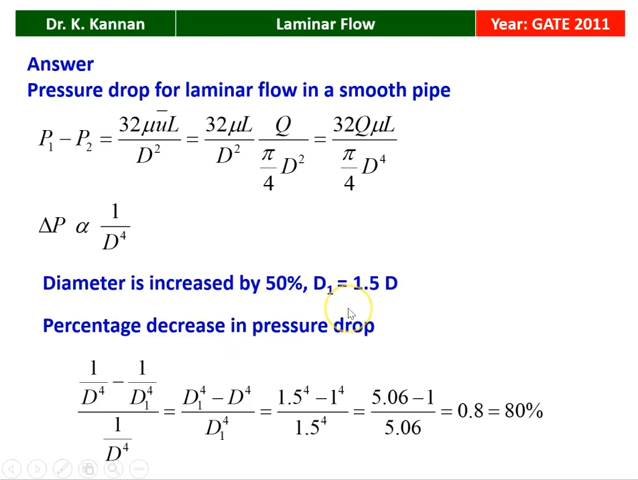 Dr. K. Kannan Laminar Flow Year: GATE 2011
Answer
Pressure drop for laminar flow in a smooth pipe
P₁ − P₂ = 32μūL / D² = (32μL / D²) (Q / ((π/4) D²)) = 32QμL / ((π/4) D⁴)
ΔP α 1 / D⁴
Diameter is increased by 50%, D₁ = 1.5 D
Percentage decrease in pressure drop
(1/D⁴ − 1/D₁⁴) / (1/D⁴) = (D₁⁴ − D⁴) / D₁⁴ = (1.5⁴ − 1⁴) / 1.5⁴ = (5.06 − 1) / 5.06 = 0.8 = 80%